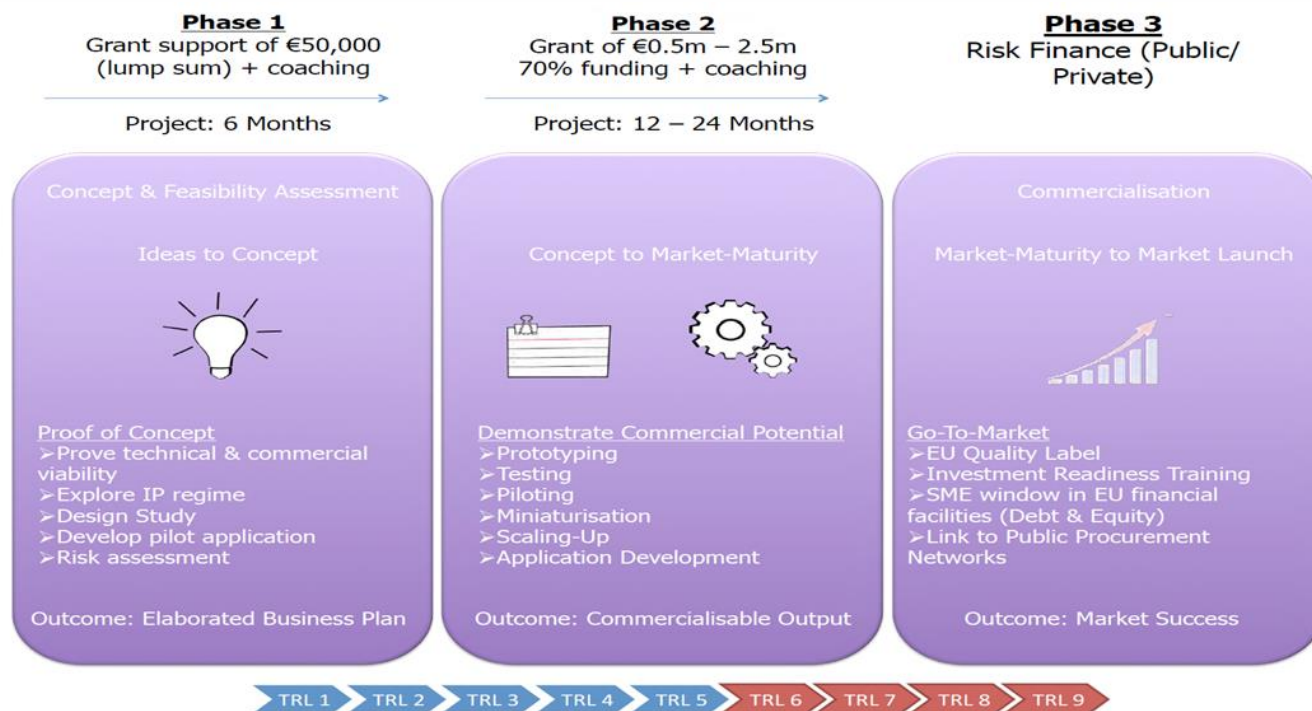 Phase 1
Grant support of €50,000
(lump sum) + coaching
Project: 6 Months
Phase 2
Grant of €0.5m – 2.5m
70% funding + coaching
Project: 12 – 24 Months
Phase 3
Risk Finance (Public/
Private)
Concept & Feasibility Assessment
Ideas to Concept
Proof of Concept
➢Prove technical & commercial
viability
➢Explore IP regime
➢Design Study
➢Develop pilot application
➢Risk assessment
Outcome: Elaborated Business Plan
Concept to Market-Maturity
Demonstrate Commercial Potential
➢Prototyping
➢Testing
➢Piloting
➢Miniaturisation
➢Scaling-Up
➢Application Development
Outcome: Commercialisable Output
Commercialisation
Market-Maturity to Market Launch
Go-To-Market
➢EU Quality Label
➢Investment Readiness Training
➢SME window in EU financial
facilities (Debt & Equity)
➢Link to Public Procurement
Networks
Outcome: Market Success
TRL 1
TRL 2
TRL 3
TRL 4
TRL 5
TRL 6
TRL 7
TRL 8
TRL 9